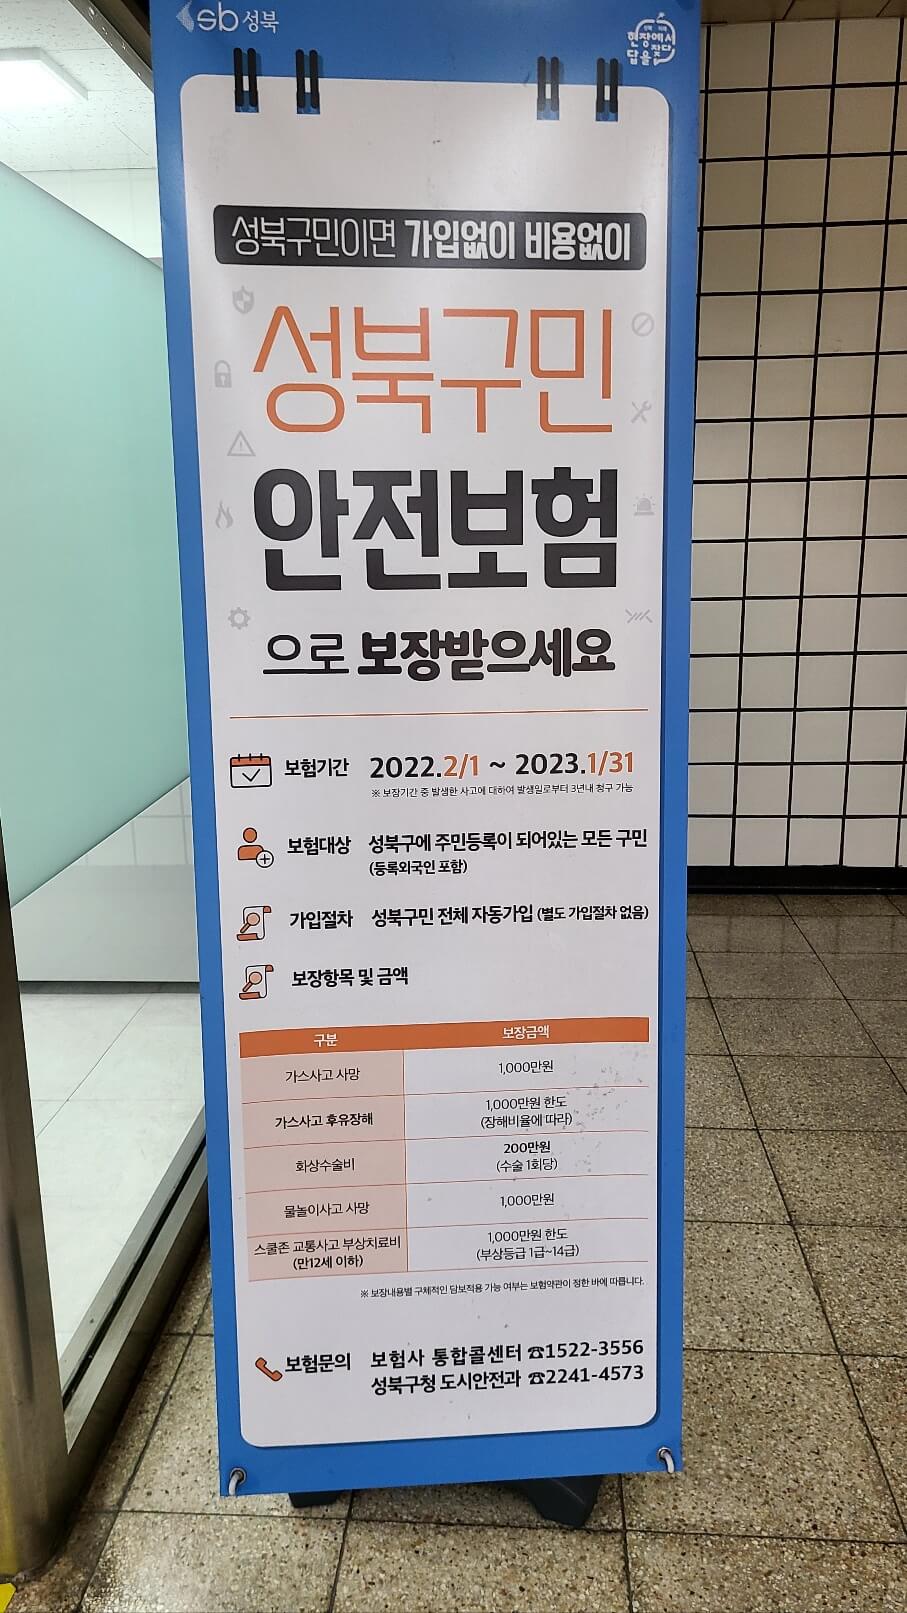 sb 성북
현장에서
답을 찾다
성북구민이면 가입없이 비용없이
성북구민
안전보험
으로 보장받으세요
보험기간 2022.2/1 ~ 2023.1/31
※ 보장기간 중 발생한 사고에 대하여 발생일로부터 3년내 청구 가능
보험대상 성북구에 주민등록이 되어있는 모든 구민
(등록외국인 포함)
가입절차 성북구민 전체 자동가입 (별도 가입절차 없음)
보장항목 및 금액
구분 보장금액
가스사고 사망 1,000만원
가스사고 후유장해 1,000만원 한도
(장해비율에 따라)
화상수술비 200만원
(수술 1회당)
물놀이사고 사망 1,000만원
스쿨존 교통사고 부상치료비 1,000만원 한도
(만12세 이하) (부상등급 1급~14급)
※ 보장내용별 구체적인 담보적용 가능 여부는 보험약관이 정한 바에 따릅니다.
보험문의 보험사 통합콜센터 ☎1522-3556
성북구청 도시안전과 ☎2241-4573